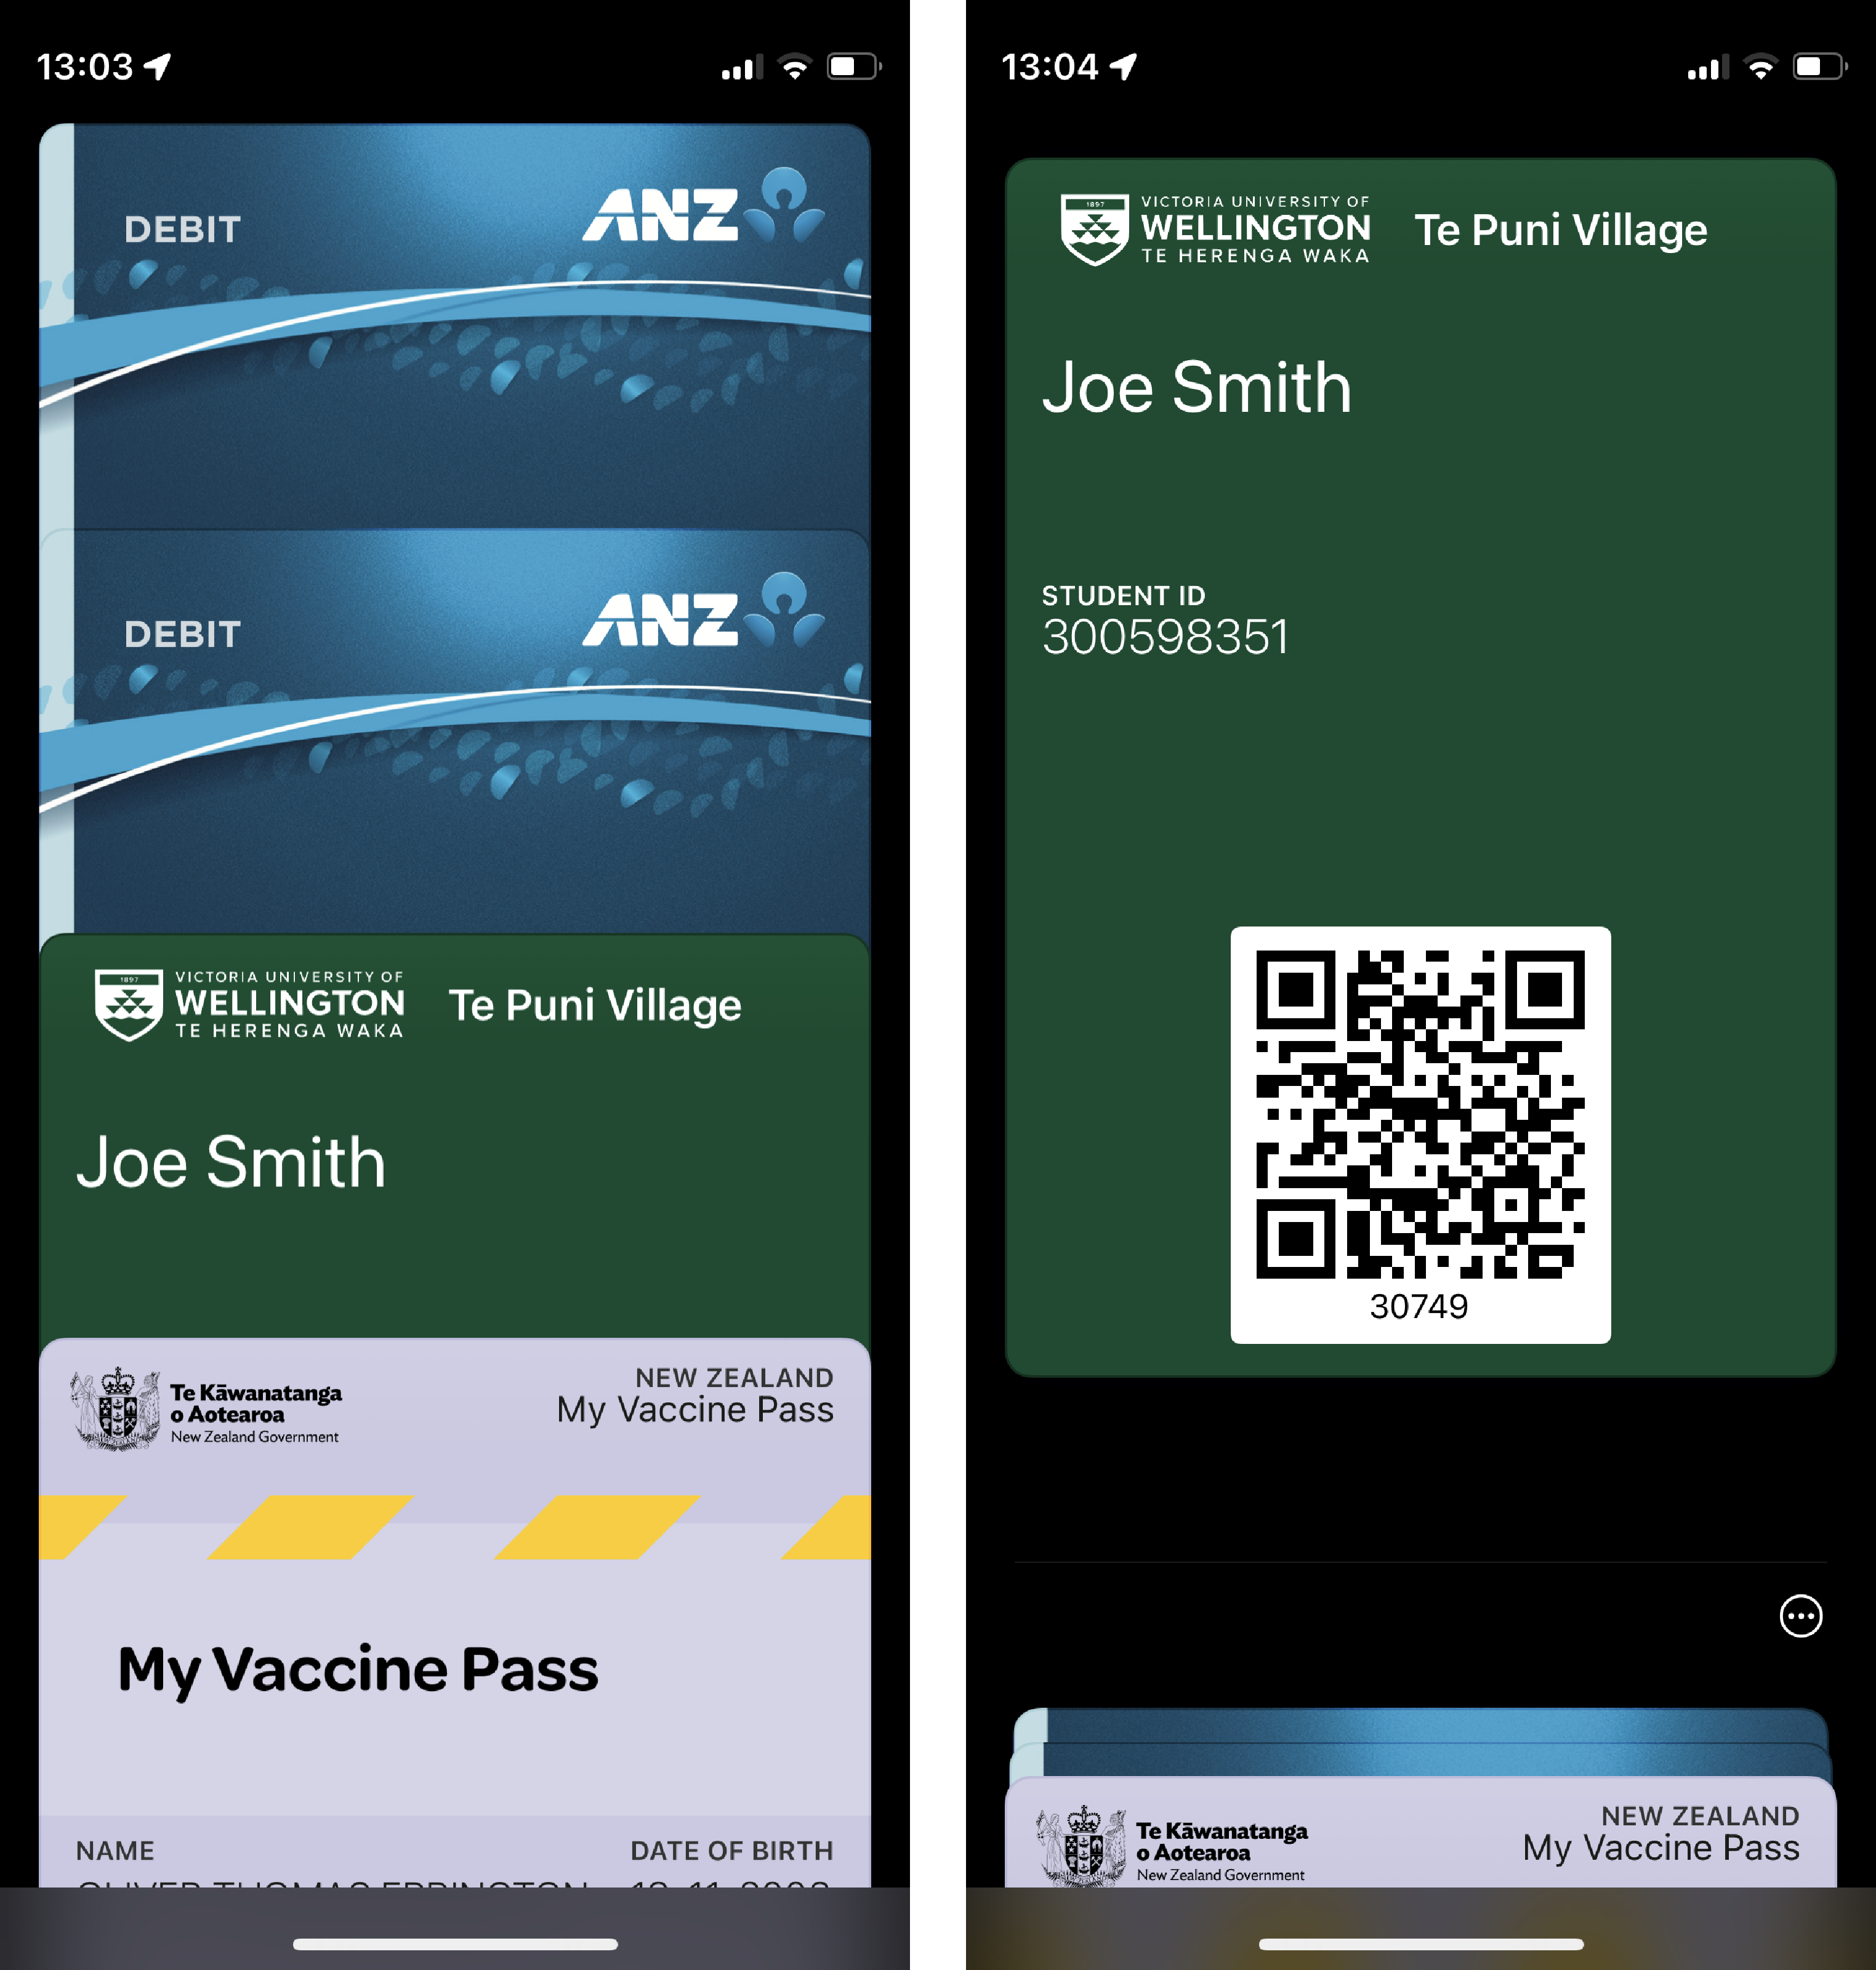 13:03
DEBIT
ANZ
DEBIT
ANZ
1897
VICTORIA UNIVERSITY OF
WELLINGTON
TE HERENGA WAKA
Te Puni Village
Joe Smith
Te Kāwanatanga
o Aotearoa
New Zealand Government
NEW ZEALAND
My Vaccine Pass
My Vaccine Pass
NAME
DATE OF BIRTH
13:04
1897
VICTORIA UNIVERSITY OF
WELLINGTON
TE HERENGA WAKA
Te Puni Village
Joe Smith
STUDENT ID
300598351
30749
Te Kāwanatanga
o Aotearoa
New Zealand Government
NEW ZEALAND
My Vaccine Pass